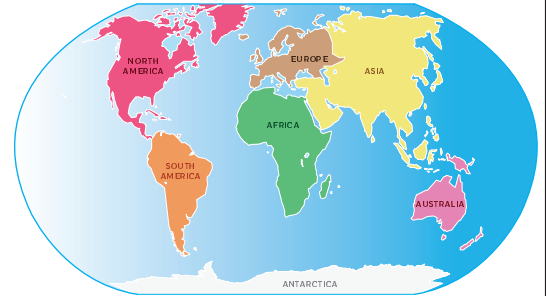 NORTH
AMERICA
EUROPE
ASIA
AFRICA
SOUTH
AMERICA
AUSTRALIA
ANTARCTICA